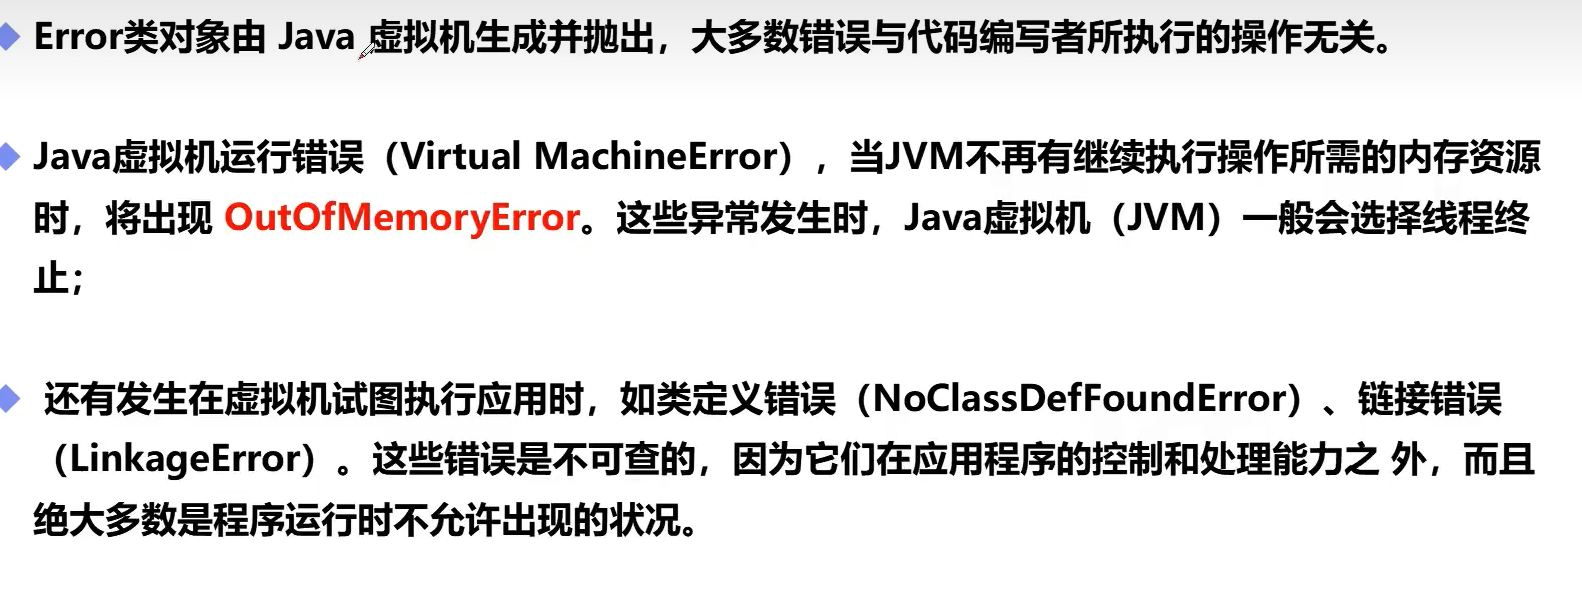 Error类对象由 Java 虚拟机生成并抛出，大多数错误与代码编写者所执行的操作无关。
Java虚拟机运行错误（Virtual MachineError），当JVM不再有继续执行操作所需的内存资源
时，将出现 OutOfMemoryError。这些异常发生时，Java虚拟机（JVM）一般会选择线程终
止；
还有发生在虚拟机试图执行应用时，如类定义错误（NoClassDefFoundError）、链接错误
（LinkageError）。这些错误是不可查的，因为它们在应用程序的控制和处理能力之 外，而且
绝大多数是程序运行时不允许出现的状况。